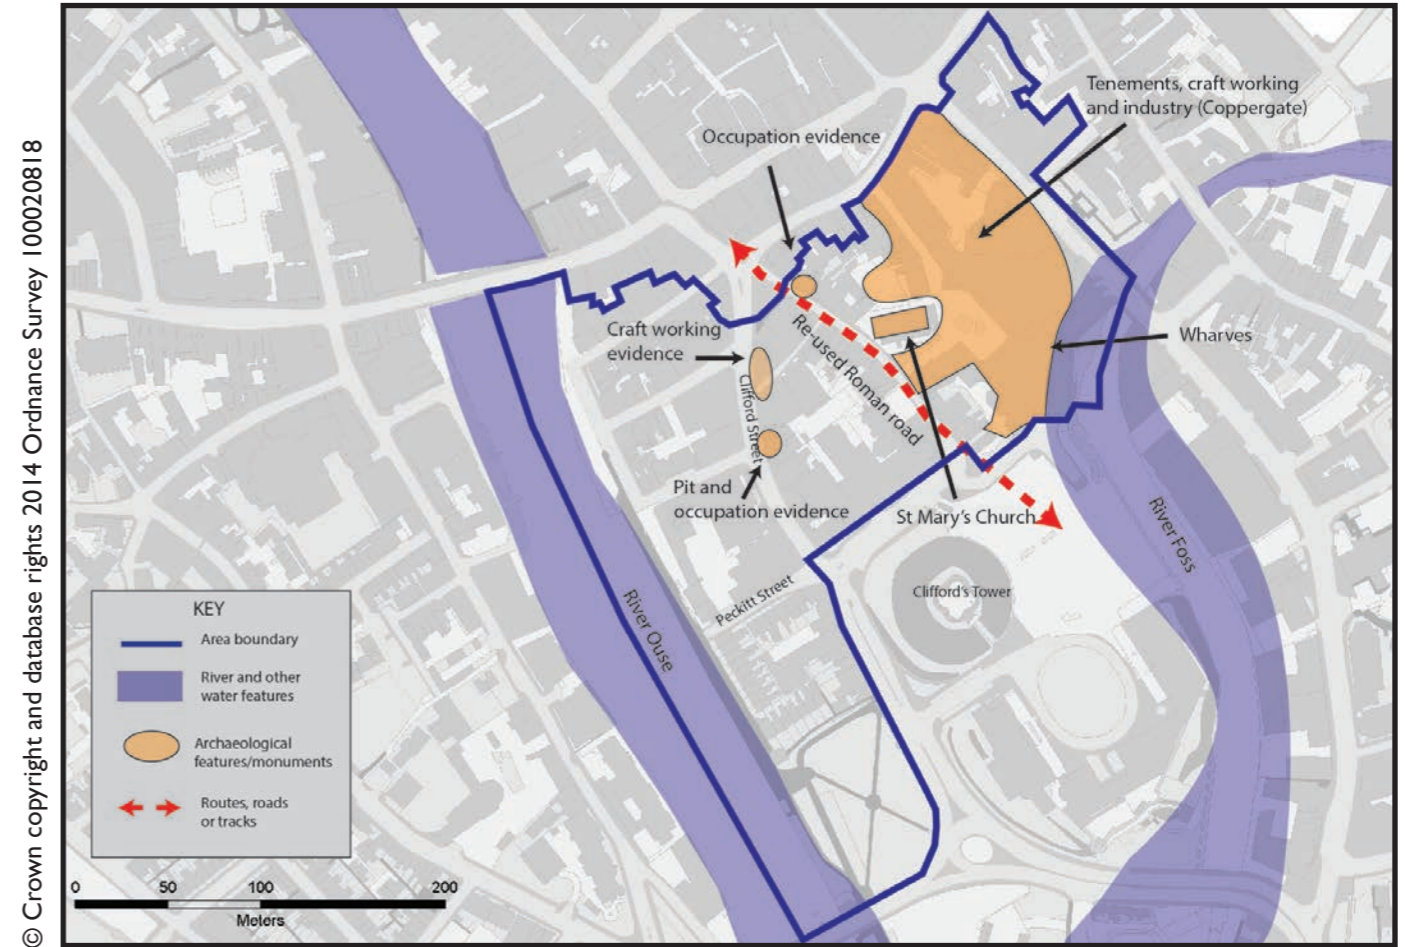 © Crown copyright and database rights 2014 Ordnance Survey 100020818
Tenements, craft working
and industry (Coppergate)
Occupation evidence
Craft working
evidence
Re-used Roman road
Wharves
Clifford Street
Pit and
occupation evidence
St Mary's Church
River Foss
Clifford's Tower
Peckitt Street
River Ouse
KEY
Area boundary
River and other
water features
Archaeological
features/monuments
Routes, roads
or tracks
0 50 100 200
Meters